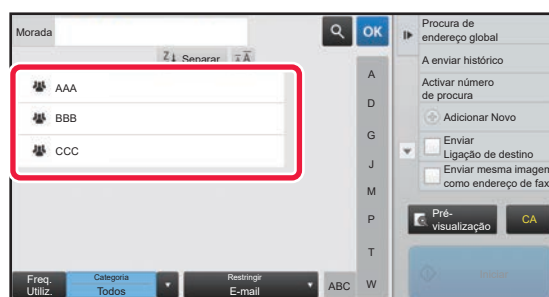 Morada
OK
Z↓ Separar
AAA
BBB
CCC
A
D
G
J
M
P
T
W
Freq.
Utiliz.
Categoria
Todos
Restringir
E-mail
ABC
Procura de
endereço global
A enviar histórico
Activar número
de procura
Adicionar Novo
Enviar
Ligação de destino
Enviar mesma imagem
como endereço de fax
Pré-
visualização
CA
Iniciar